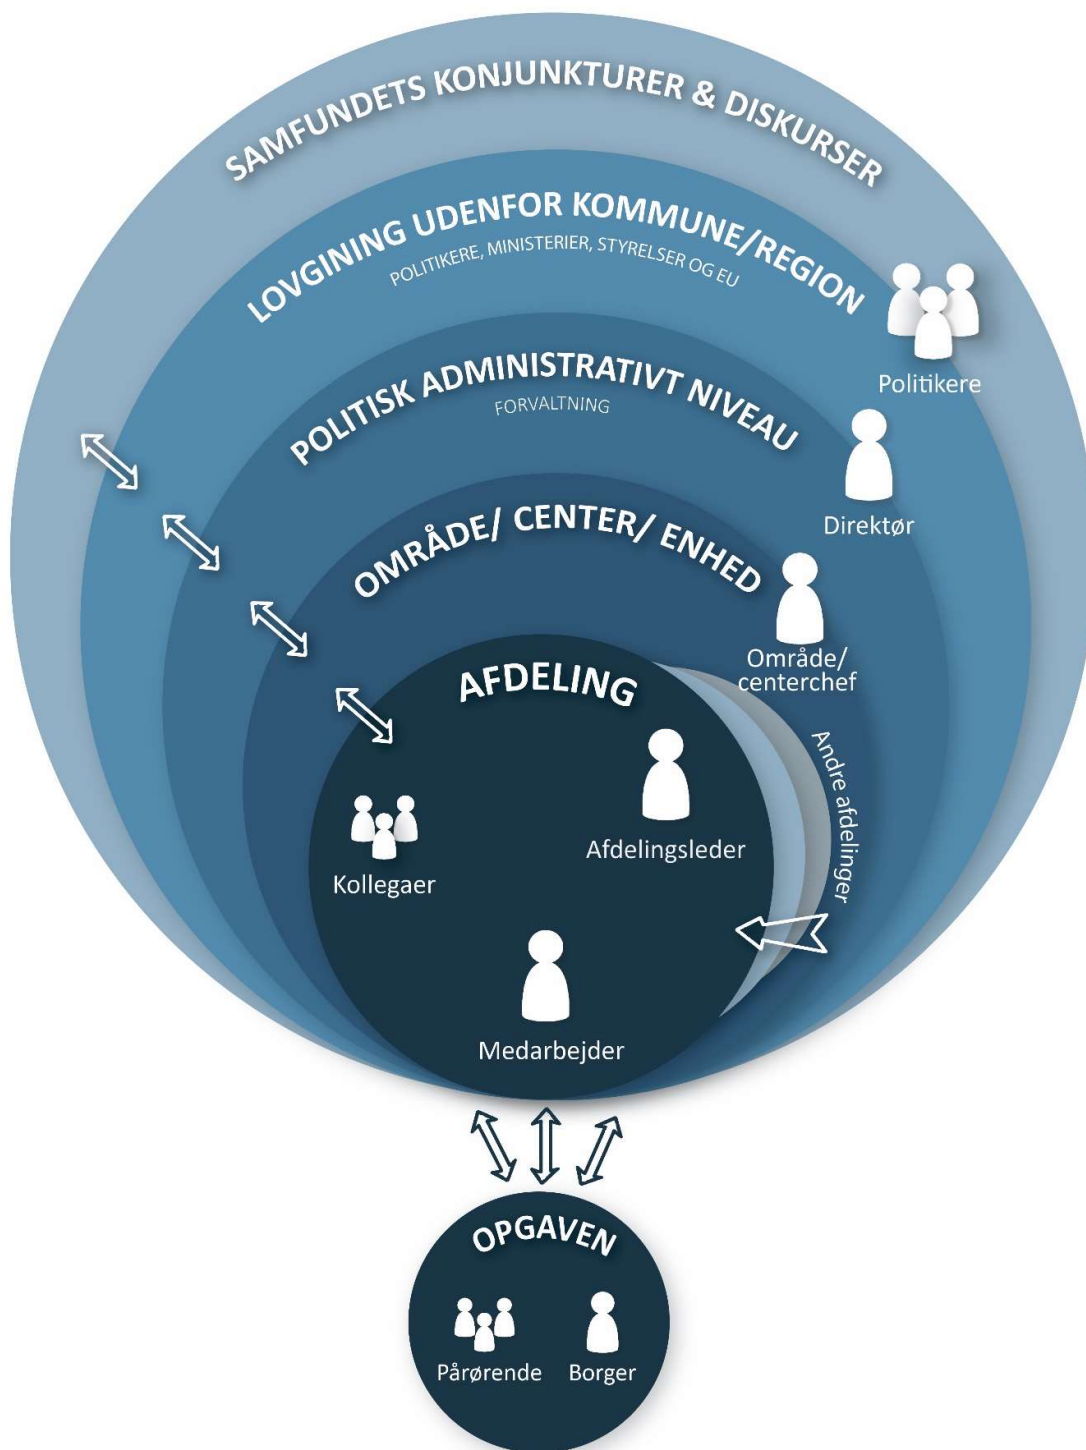 SAMFUNDETS KONJUNKTURER & DISKURSER
LOVGINING UDENFOR KOMMUNE/REGION
POLITIKERE, MINISTERIER, STYRELSER OG EU
Politikere
POLITISK ADMINISTRATIVT NIVEAU
FORVALTNING
Direktør
OMRÅDE/ CENTER/ ENHED
Område/
centerchef
AFDELING
Andre afdelinger
Afdelingsleder
Kollegaer
Medarbejder
OPGAVEN
Pårørende
Borger